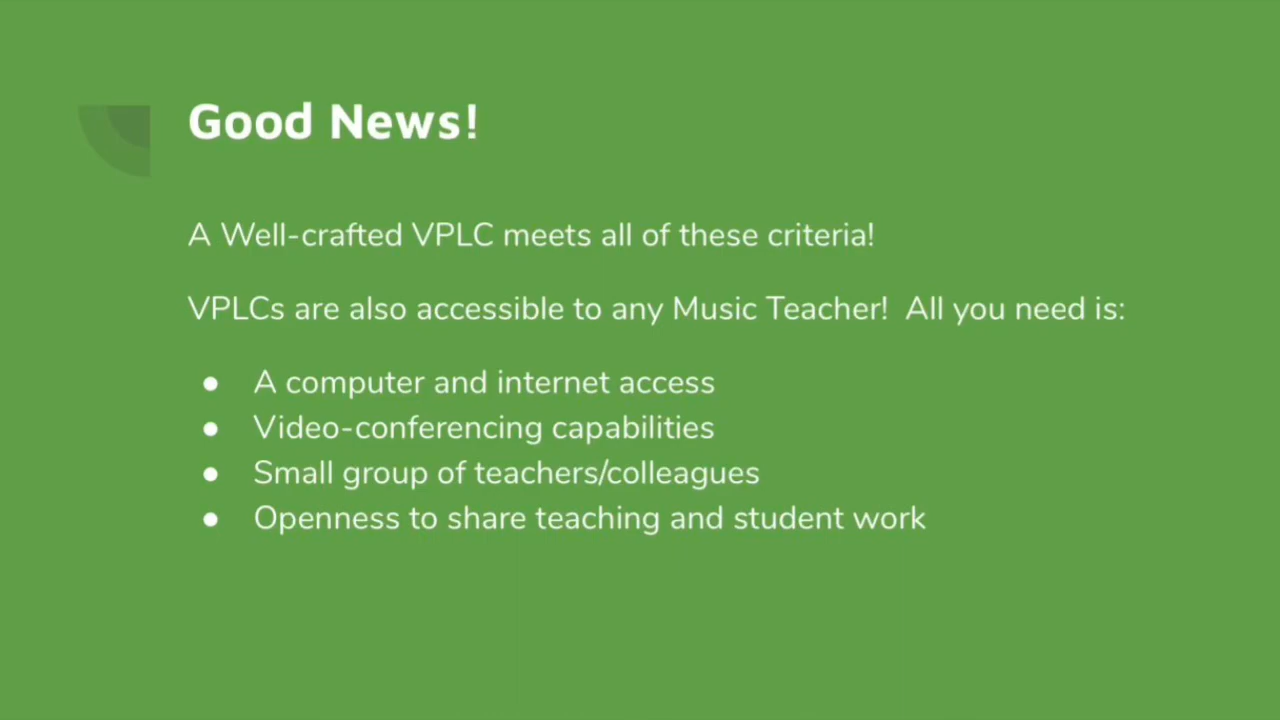 Good News!
A Well-crafted VPLC meets all of these criteria!
VPLCs are also accessible to any Music Teacher!  All you need is:
● A computer and internet access
● Video-conferencing capabilities
● Small group of teachers/colleagues
● Openness to share teaching and student work